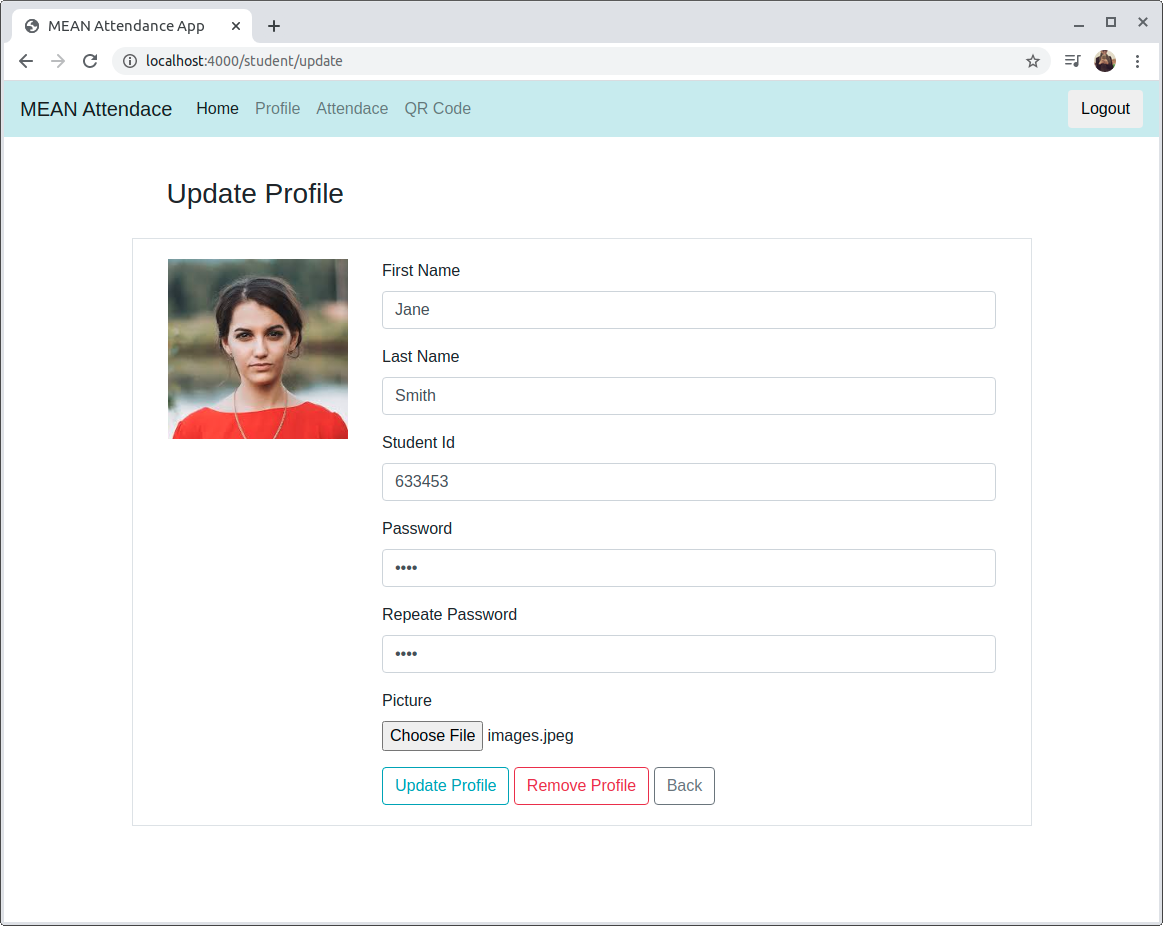 MEAN Attendance App
localhost:4000/student/update
MEAN Attendace Home Profile Attendace QR Code Logout
Update Profile
First Name
Jane
Last Name
Smith
Student Id
633453
Password
••••
Repeate Password
••••
Picture
Choose File images.jpeg
Update Profile Remove Profile Back